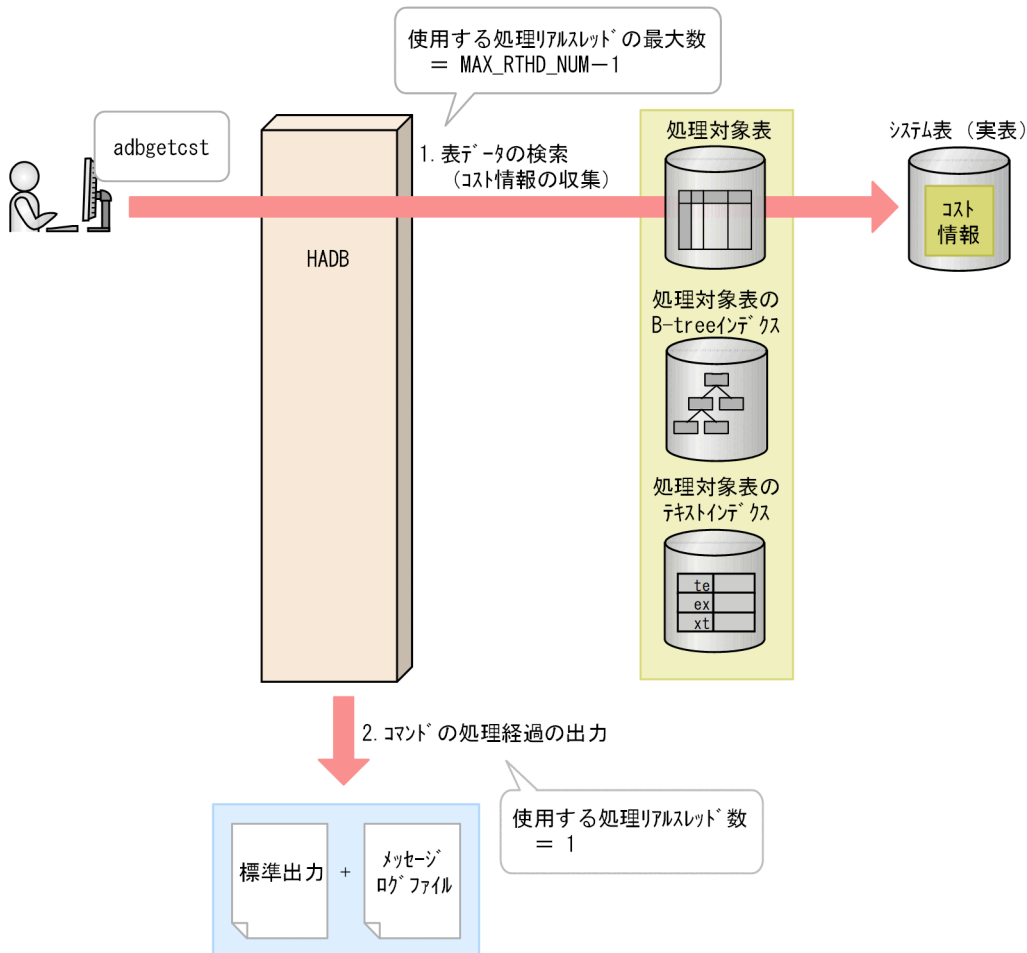 使用する処理ﾘｱﾙｽﾚｯﾄﾞの最大数
= MAX_RTHD_NUM－1
adbgetcst
1. 表ﾃﾞｰﾀの検索
（ｺｽﾄ情報の収集）
処理対象表
ｼｽﾃﾑ表（実表）
ｺｽﾄ
情報
HADB
処理対象表の
B-treeｲﾝﾃﾞｸｽ
処理対象表の
ﾃｷｽﾄｲﾝﾃﾞｸｽ
te
ex
xt
2. ｺﾏﾝﾄﾞの処理経過の出力
使用する処理ﾘｱﾙｽﾚｯﾄﾞ数
= 1
標準出力
+
ﾒｯｾｰｼﾞ
ﾛｸﾞﾌｧｲﾙ